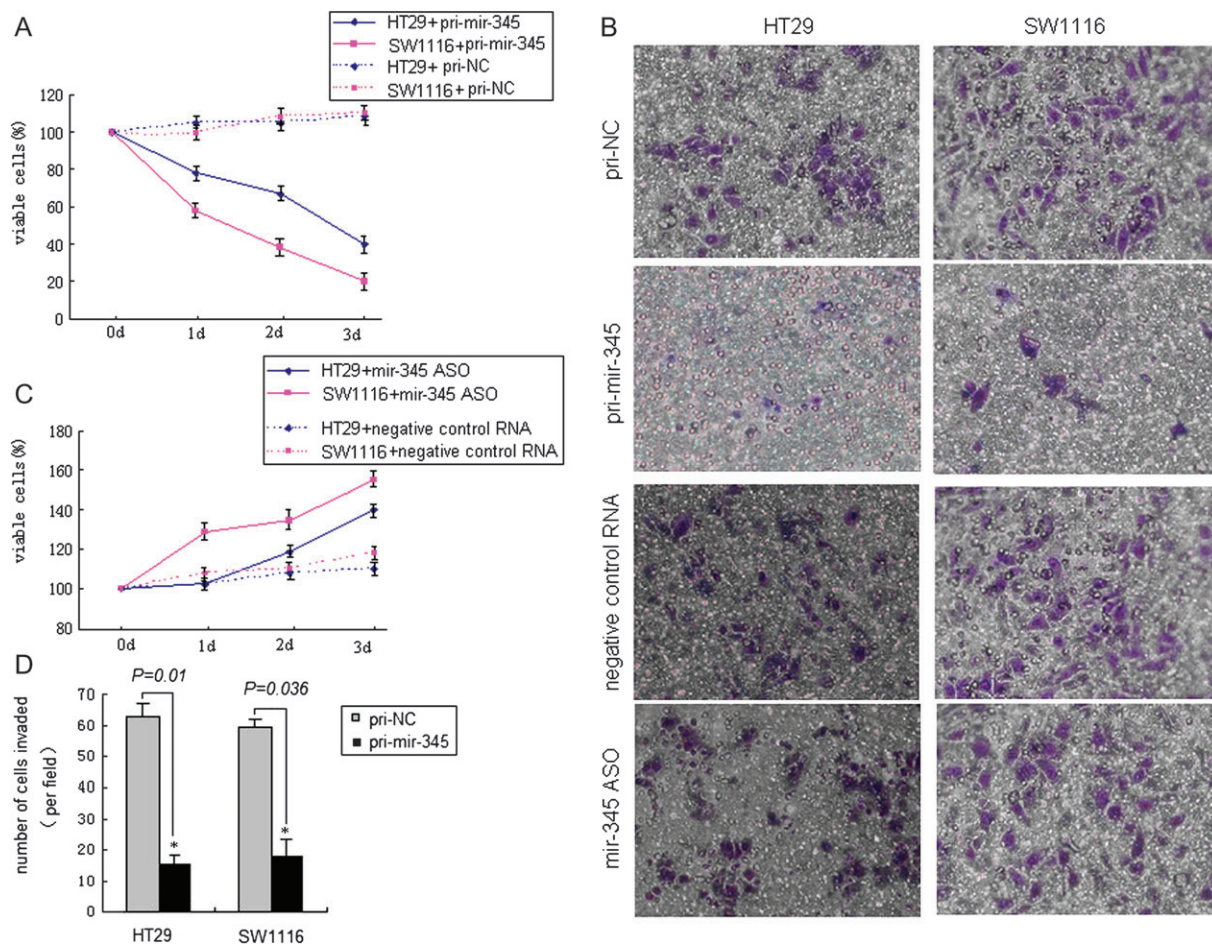 A
HT29+pri-mir-345
SW1116+pri-mir-345
HT29+ pri-NC
SW1116+ pri-NC
viable cells(%)
120
100
80
60
40
20
0
0d 1d 2d 3d
B
HT29 SW1116
pri-NC
pri-mir-345
negative control RNA
mir-345 ASO
C
HT29+mir-345 ASO
SW1116+mir-345 ASO
HT29+negative control RNA
SW1116+negative control RNA
viable cells(%)
180
160
140
120
100
80
0d 1d 2d 3d
D
P=0.01
P=0.036
pri-NC
pri-mir-345
number of cells invaded
( per field)
70
60
50
40
30
20
10
0
* *
HT29 SW1116